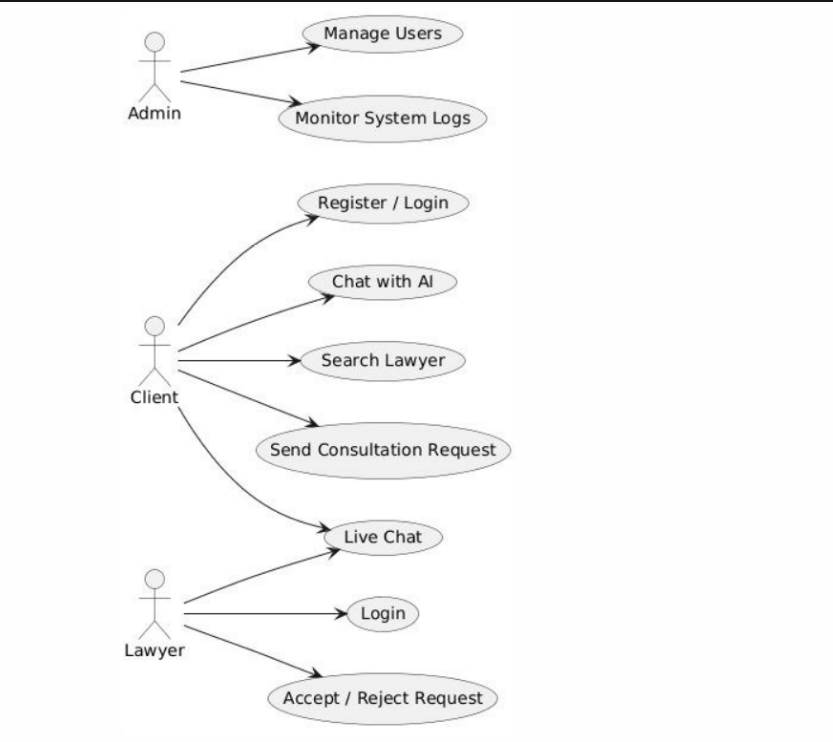 Manage Users
Admin
Monitor System Logs
Register / Login
Chat with AI
Search Lawyer
Client
Send Consultation Request
Live Chat
Login
Lawyer
Accept / Reject Request